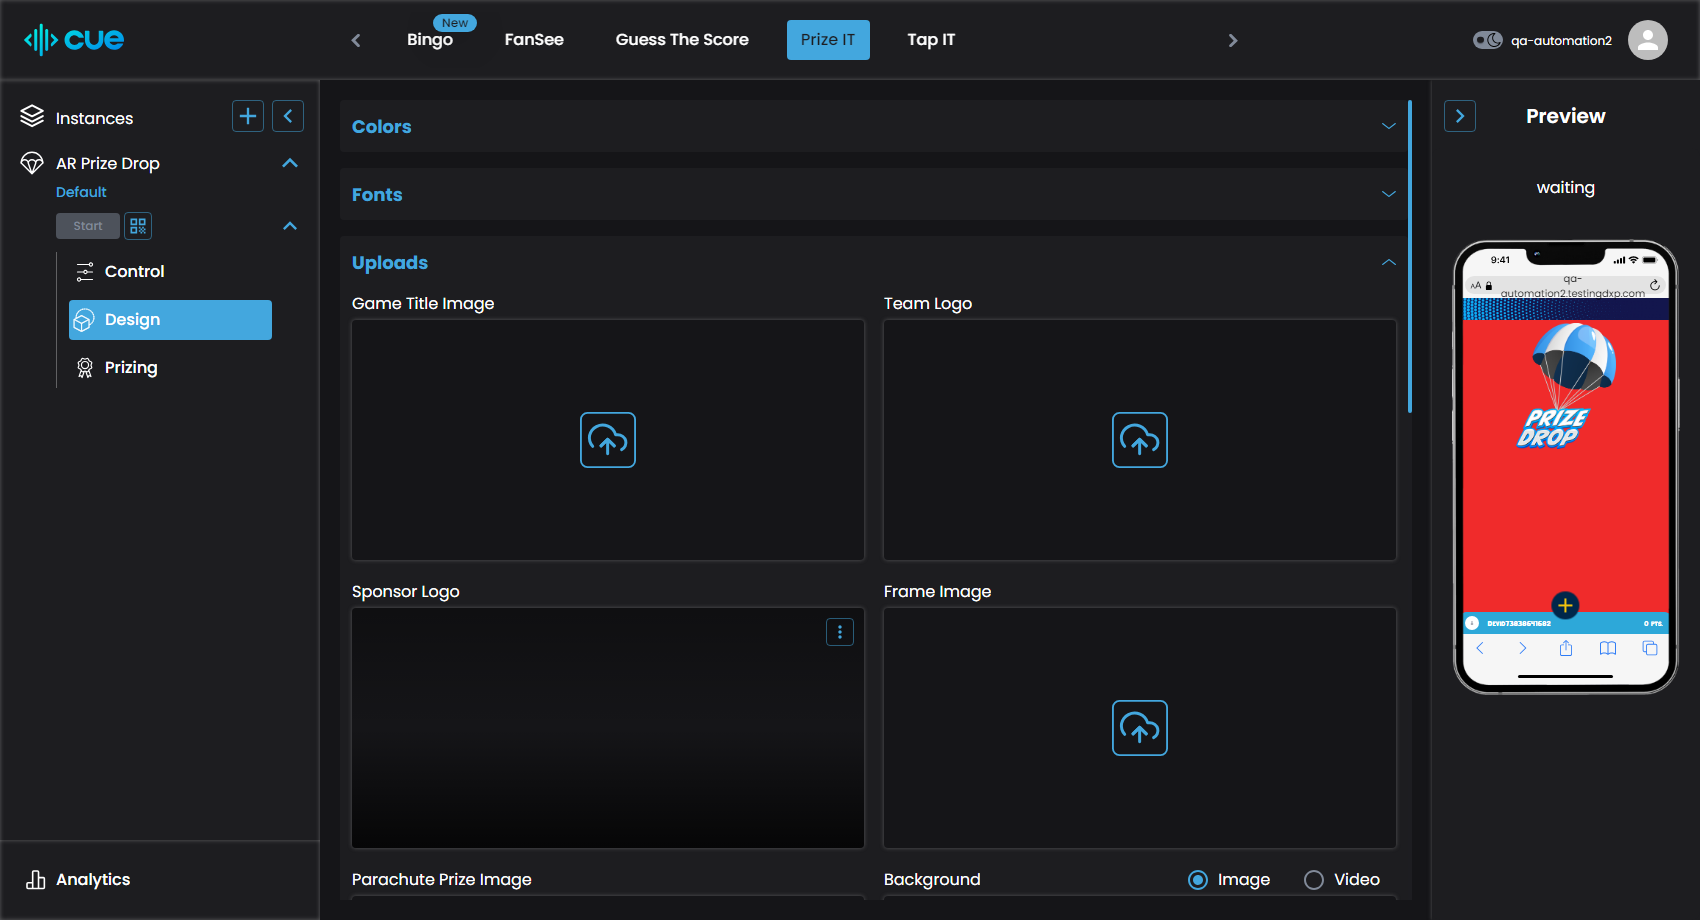 cue
Bingo
New
FanSee
Guess The Score
Prize IT
Tap IT
qa-automation2
Instances
AR Prize Drop
Default
Start
Control
Design
Prizing
Analytics
Colors
Fonts
Uploads
Game Title Image
Team Logo
Sponsor Logo
Frame Image
Parachute Prize Image
Background
Image
Video
Preview
waiting
9:41
AA
qa-
automation2.testingdxp.com
PRIZE
DROP
0 PTS.